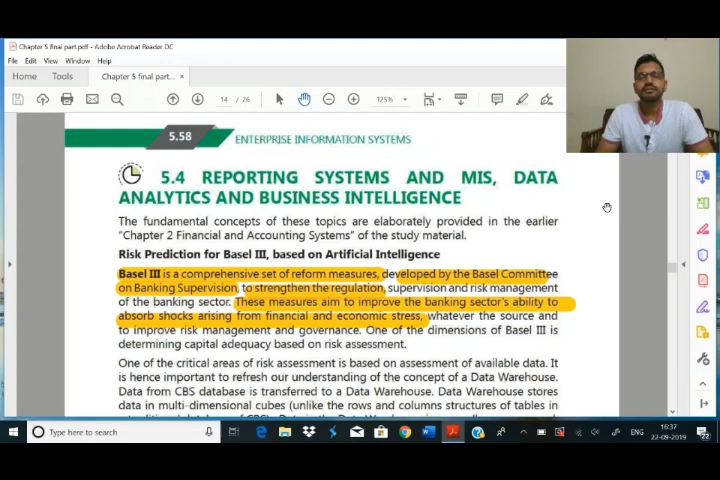 Chapter 5 final part.pdf - Adobe Acrobat Reader DC
File Edit View Window Help
Home Tools Chapter 5 final part... ×
14 / 26 125%
5.58 ENTERPRISE INFORMATION SYSTEMS
5.4 REPORTING SYSTEMS AND MIS, DATA
ANALYTICS AND BUSINESS INTELLIGENCE
The fundamental concepts of these topics are elaborately provided in the earlier
“Chapter 2 Financial and Accounting Systems” of the study material.
Risk Prediction for Basel III, based on Artificial Intelligence
Basel III is a comprehensive set of reform measures, developed by the Basel Committee
on Banking Supervision, to strengthen the regulation, supervision and risk management
of the banking sector. These measures aim to improve the banking sector's ability to
absorb shocks arising from financial and economic stress, whatever the source and
to improve risk management and governance. One of the dimensions of Basel III is
determining capital adequacy based on risk assessment.
One of the critical areas of risk assessment is based on assessment of available data. It
is hence important to refresh our understanding of the concept of a Data Warehouse.
Data from CBS database is transferred to a Data Warehouse. Data Warehouse stores
data in multi-dimensional cubes (unlike the rows and columns structures of tables in
Type here to search
ENG
16:37
22-09-2019
22